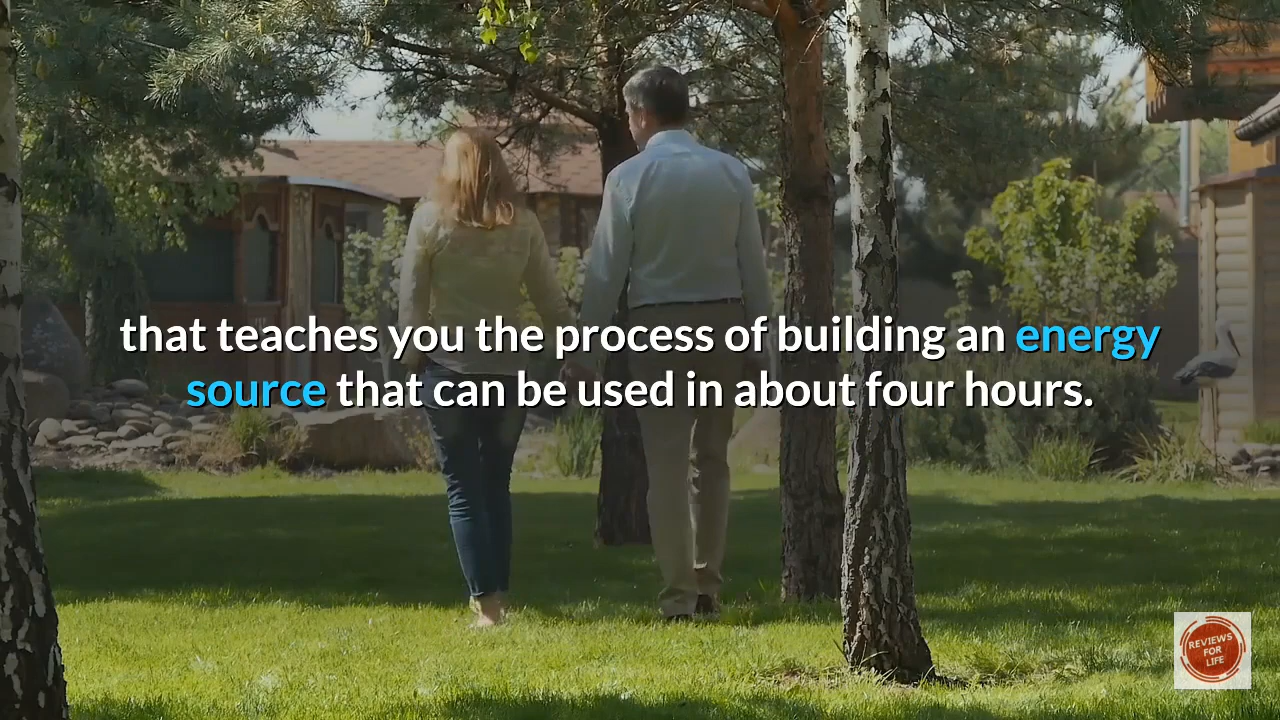 that teaches you the process of building an energy
source that can be used in about four hours.
REVIEWS
FOR
LIFE